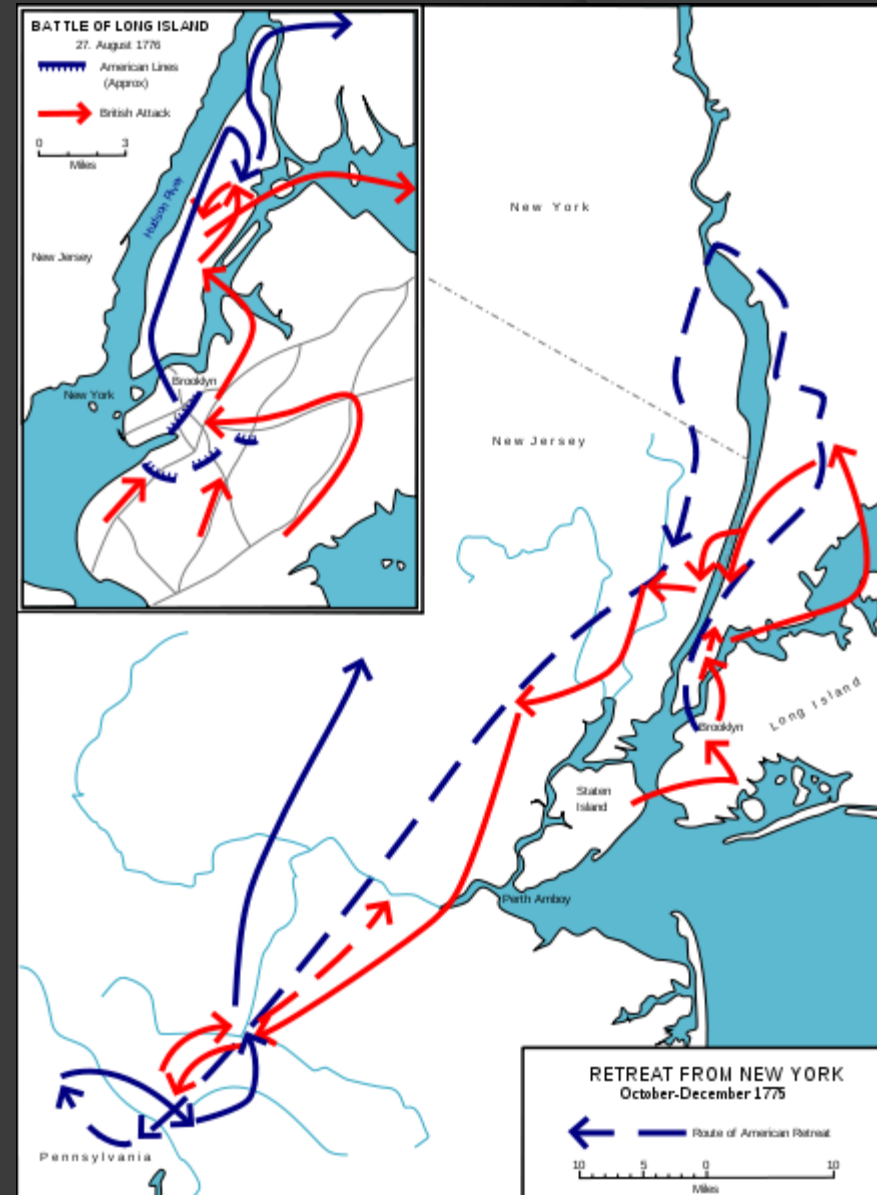 BATTLE OF LONG ISLAND
27. August 1776
American Lines
(Approx)
British Attack
0 3
Miles
Hudson River
New Jersey
New York
Brooklyn
New York
New Jersey
Long Island
Brooklyn
Staten
Island
Perth Amboy
Pennsylvania
RETREAT FROM NEW YORK
October-December 1775
Route of American Retreat
10 5 0 10
Miles